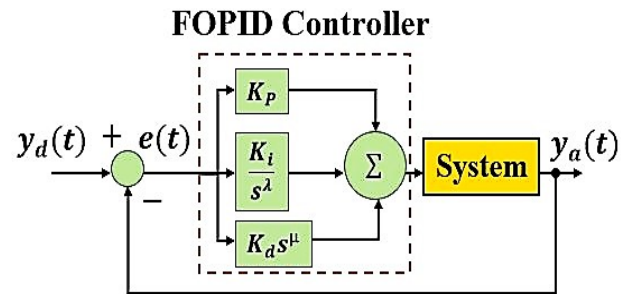 FOPID Controller
K_P
y_d(t) + e(t)
K_i
s^λ
Σ
System
y_a(t)
−
K_d s^μ